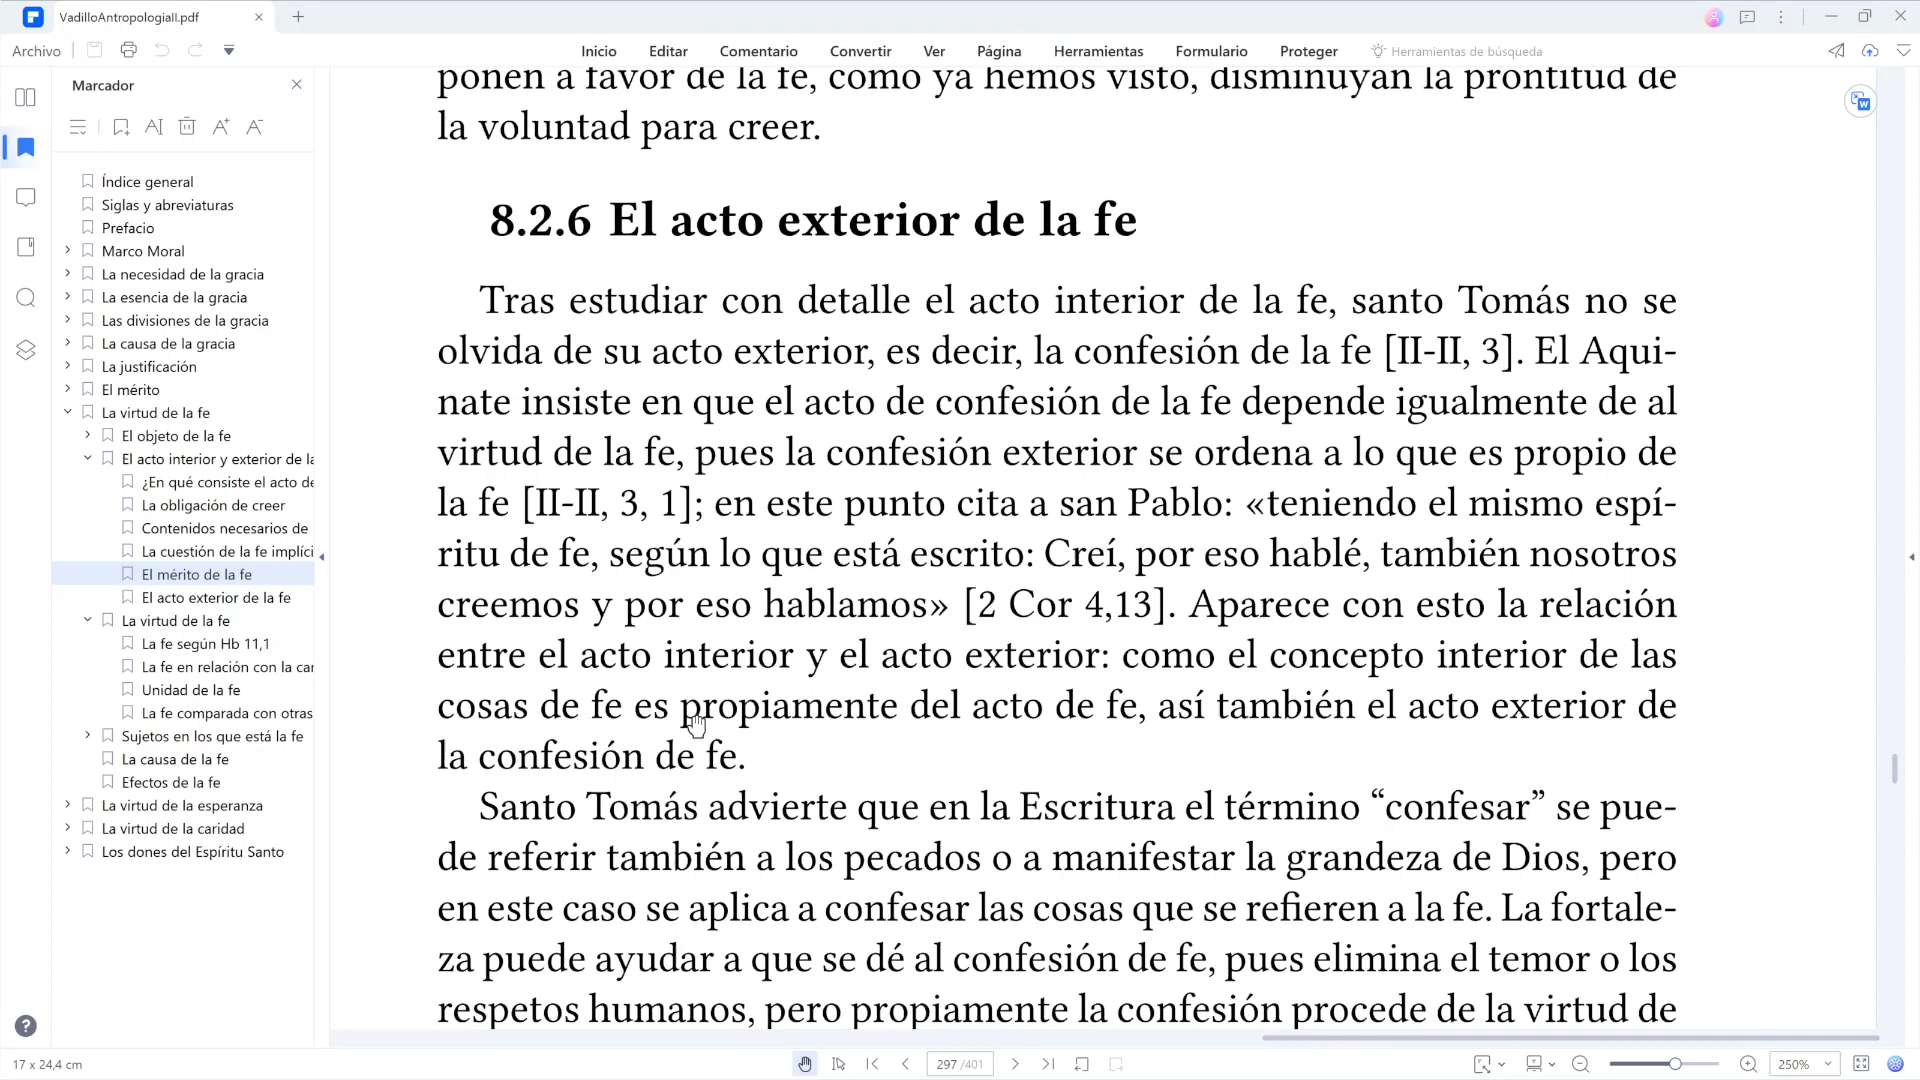 VadilloAntropologiaII.pdf
Archivo
Inicio
Editar
Comentario
Convertir
Ver
Página
Herramientas
Formulario
Proteger
Herramientas de búsqueda
Marcador
Índice general
Siglas y abreviaturas
Prefacio
Marco Moral
La necesidad de la gracia
La esencia de la gracia
Las divisiones de la gracia
La causa de la gracia
La justificación
El mérito
La virtud de la fe
El objeto de la fe
El acto interior y exterior de la
¿En qué consiste el acto de
La obligación de creer
Contenidos necesarios de
La cuestión de la fe implíci
El mérito de la fe
El acto exterior de la fe
La virtud de la fe
La fe según Hb 11,1
La fe en relación con la car
Unidad de la fe
La fe comparada con otras
Sujetos en los que está la fe
La causa de la fe
Efectos de la fe
La virtud de la esperanza
La virtud de la caridad
Los dones del Espíritu Santo
ponen a favor de la fe, como ya hemos visto, disminuyan la prontitud de
la voluntad para creer.
8.2.6 El acto exterior de la fe
Tras estudiar con detalle el acto interior de la fe, santo Tomás no se
olvida de su acto exterior, es decir, la confesión de la fe [II-II, 3]. El Aqui-
nate insiste en que el acto de confesión de la fe depende igualmente de al
virtud de la fe, pues la confesión exterior se ordena a lo que es propio de
la fe [II-II, 3, 1]; en este punto cita a san Pablo: «teniendo el mismo espí-
ritu de fe, según lo que está escrito: Creí, por eso hablé, también nosotros
creemos y por eso hablamos» [2 Cor 4,13]. Aparece con esto la relación
entre el acto interior y el acto exterior: como el concepto interior de las
cosas de fe es propiamente del acto de fe, así también el acto exterior de
la confesión de fe.
Santo Tomás advierte que en la Escritura el término “confesar” se pue-
de referir también a los pecados o a manifestar la grandeza de Dios, pero
en este caso se aplica a confesar las cosas que se refieren a la fe. La fortale-
za puede ayudar a que se dé al confesión de fe, pues elimina el temor o los
respetos humanos, pero propiamente la confesión procede de la virtud de
17 x 24,4 cm
297 /401
250%